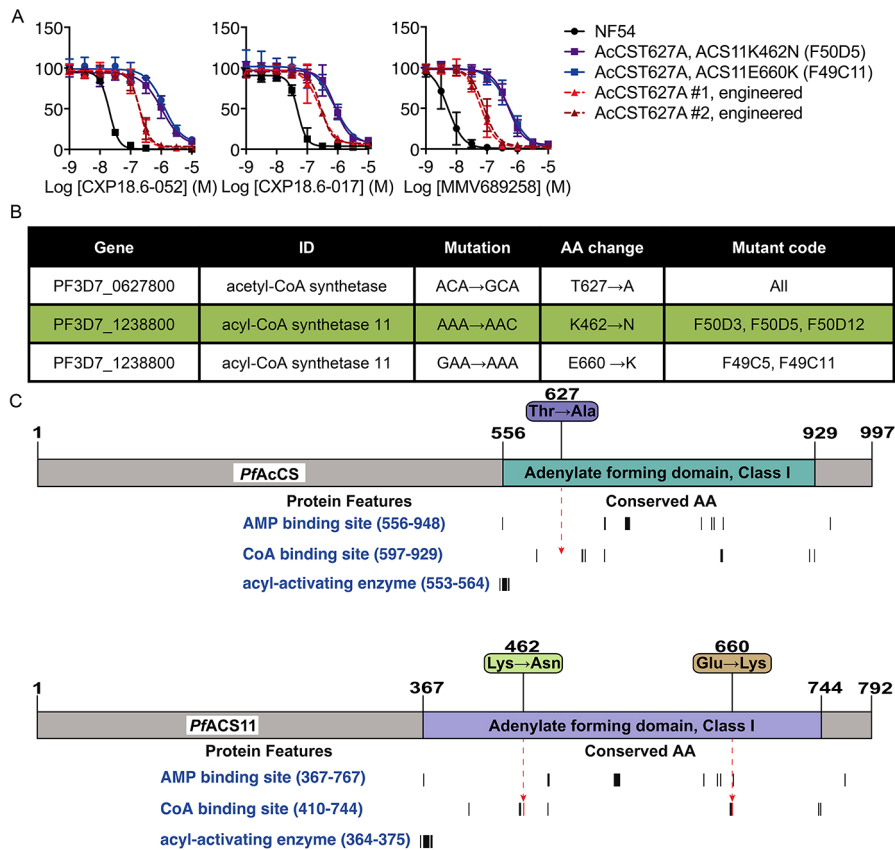 A
NF54
AcCST627A, ACS11K462N (F50D5)
AcCST627A, ACS11E660K (F49C11)
AcCST627A #1, engineered
AcCST627A #2, engineered
150 150 150
100 100 100
50 50 50
0 0 0
-9 -8 -7 -6 -5 -9 -8 -7 -6 -5 -9 -8 -7 -6 -5
Log [CXP18.6-052] (M) Log [CXP18.6-017] (M) Log [MMV689258] (M)
B
Gene ID Mutation AA change Mutant code
PF3D7_0627800 acetyl-CoA synthetase ACA→GCA T627→A All
PF3D7_1238800 acyl-CoA synthetase 11 AAA→AAC K462→N F50D3, F50D5, F50D12
PF3D7_1238800 acyl-CoA synthetase 11 GAA→AAA E660 →K F49C5, F49C11
C
627
Thr→Ala
1 556 929 997
PfAcCS Adenylate forming domain, Class I
Protein Features Conserved AA
AMP binding site (556-948)
CoA binding site (597-929)
acyl-activating enzyme (553-564)
462 660
Lys→Asn Glu→Lys
1 367 744 792
PfACS11 Adenylate forming domain, Class I
Protein Features Conserved AA
AMP binding site (367-767)
CoA binding site (410-744)
acyl-activating enzyme (364-375)